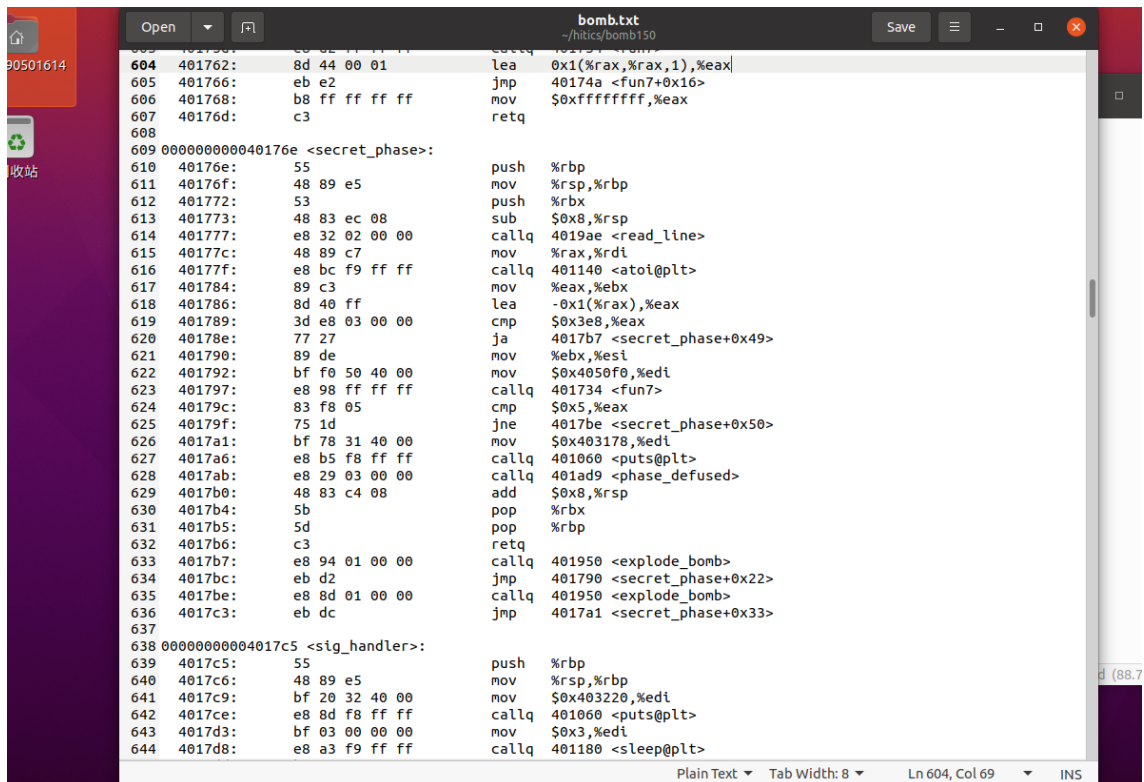 Open
bomb.txt
~/hitics/bomb150
Save
90501614
收站
604 401762: 8d 44 00 01 lea 0x1(%rax,%rax,1),%eax
605 401766: eb e2 jmp 40174a <fun7+0x16>
606 401768: b8 ff ff ff ff mov $0xffffffff,%eax
607 40176d: c3 retq
608
609 000000000040176e <secret_phase>:
610 40176e: 55 push %rbp
611 40176f: 48 89 e5 mov %rsp,%rbp
612 401772: 53 push %rbx
613 401773: 48 83 ec 08 sub $0x8,%rsp
614 401777: e8 32 02 00 00 callq 4019ae <read_line>
615 40177c: 48 89 c7 mov %rax,%rdi
616 40177f: e8 bc f9 ff ff callq 401140 <atoi@plt>
617 401784: 89 c3 mov %eax,%ebx
618 401786: 8d 40 ff lea -0x1(%rax),%eax
619 401789: 3d e8 03 00 00 cmp $0x3e8,%eax
620 40178e: 77 27 ja 4017b7 <secret_phase+0x49>
621 401790: 89 de mov %ebx,%esi
622 401792: bf f0 50 40 00 mov $0x4050f0,%edi
623 401797: e8 98 ff ff ff callq 401734 <fun7>
624 40179c: 83 f8 05 cmp $0x5,%eax
625 40179f: 75 1d jne 4017be <secret_phase+0x50>
626 4017a1: bf 78 31 40 00 mov $0x403178,%edi
627 4017a6: e8 b5 f8 ff ff callq 401060 <puts@plt>
628 4017ab: e8 29 03 00 00 callq 401ad9 <phase_defused>
629 4017b0: 48 83 c4 08 add $0x8,%rsp
630 4017b4: 5b pop %rbx
631 4017b5: 5d pop %rbp
632 4017b6: c3 retq
633 4017b7: e8 94 01 00 00 callq 401950 <explode_bomb>
634 4017bc: eb d2 jmp 401790 <secret_phase+0x22>
635 4017be: e8 8d 01 00 00 callq 401950 <explode_bomb>
636 4017c3: eb dc jmp 4017a1 <secret_phase+0x33>
637
638 00000000004017c5 <sig_handler>:
639 4017c5: 55 push %rbp
640 4017c6: 48 89 e5 mov %rsp,%rbp
641 4017c9: bf 20 32 40 00 mov $0x403220,%edi
642 4017ce: e8 8d f8 ff ff callq 401060 <puts@plt>
643 4017d3: bf 03 00 00 00 mov $0x3,%edi
644 4017d8: e8 a3 f9 ff ff callq 401180 <sleep@plt>
d (88.7
Plain Text Tab Width: 8 Ln 604, Col 69 INS